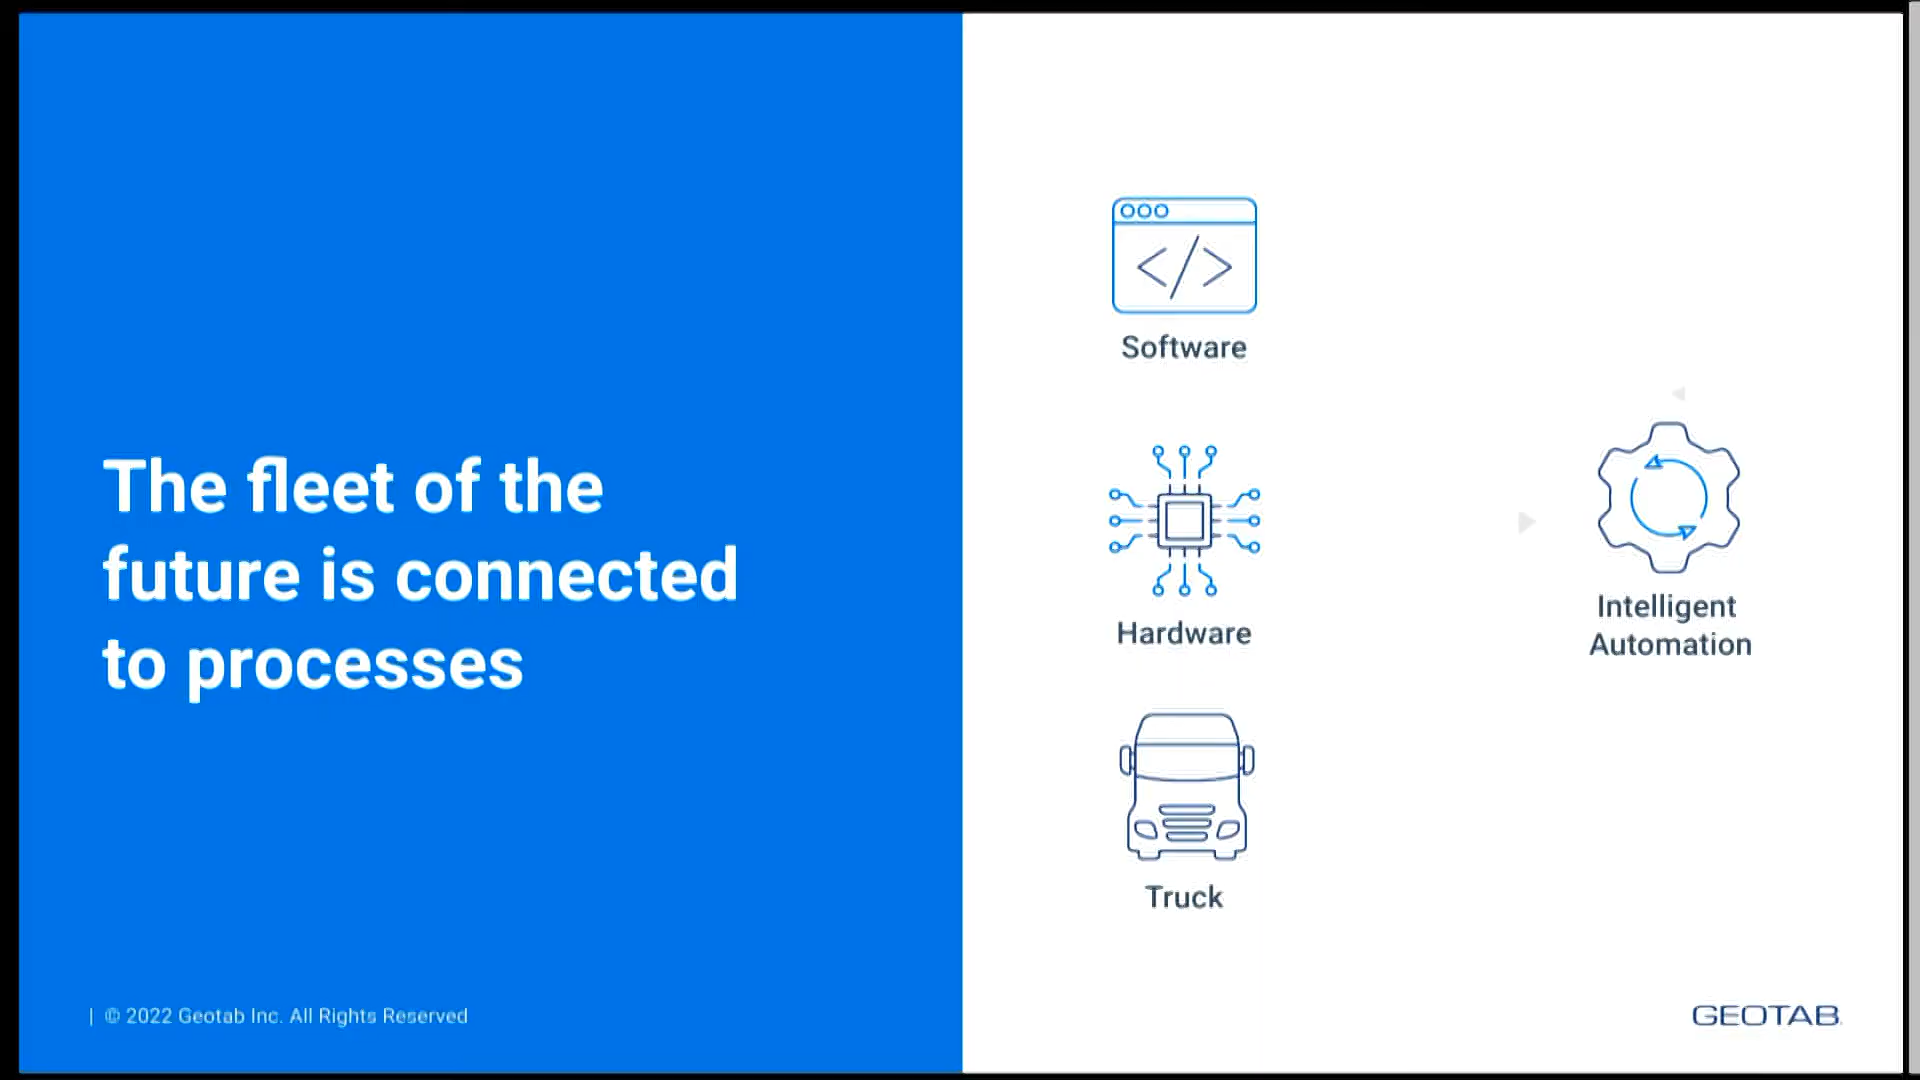 The fleet of the
future is connected
to processes
</>
Software
Hardware
Truck
Intelligent
Automation
| © 2022 Geotab Inc. All Rights Reserved
GEOTAB